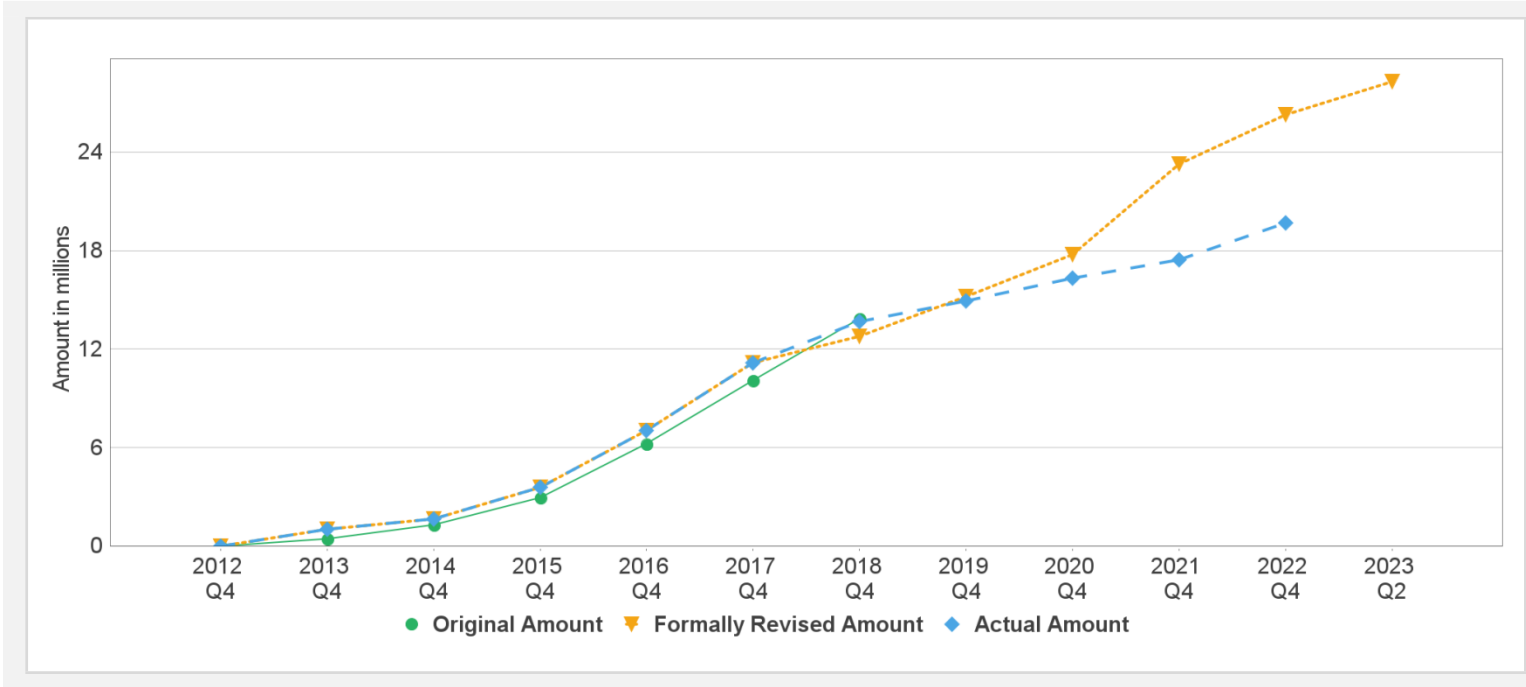 Amount in millions
24
18
12
6
0
2012 2013 2014 2015 2016 2017 2018 2019 2020 2021 2022 2023
Q4 Q4 Q4 Q4 Q4 Q4 Q4 Q4 Q4 Q4 Q4 Q2
Original Amount Formally Revised Amount Actual Amount